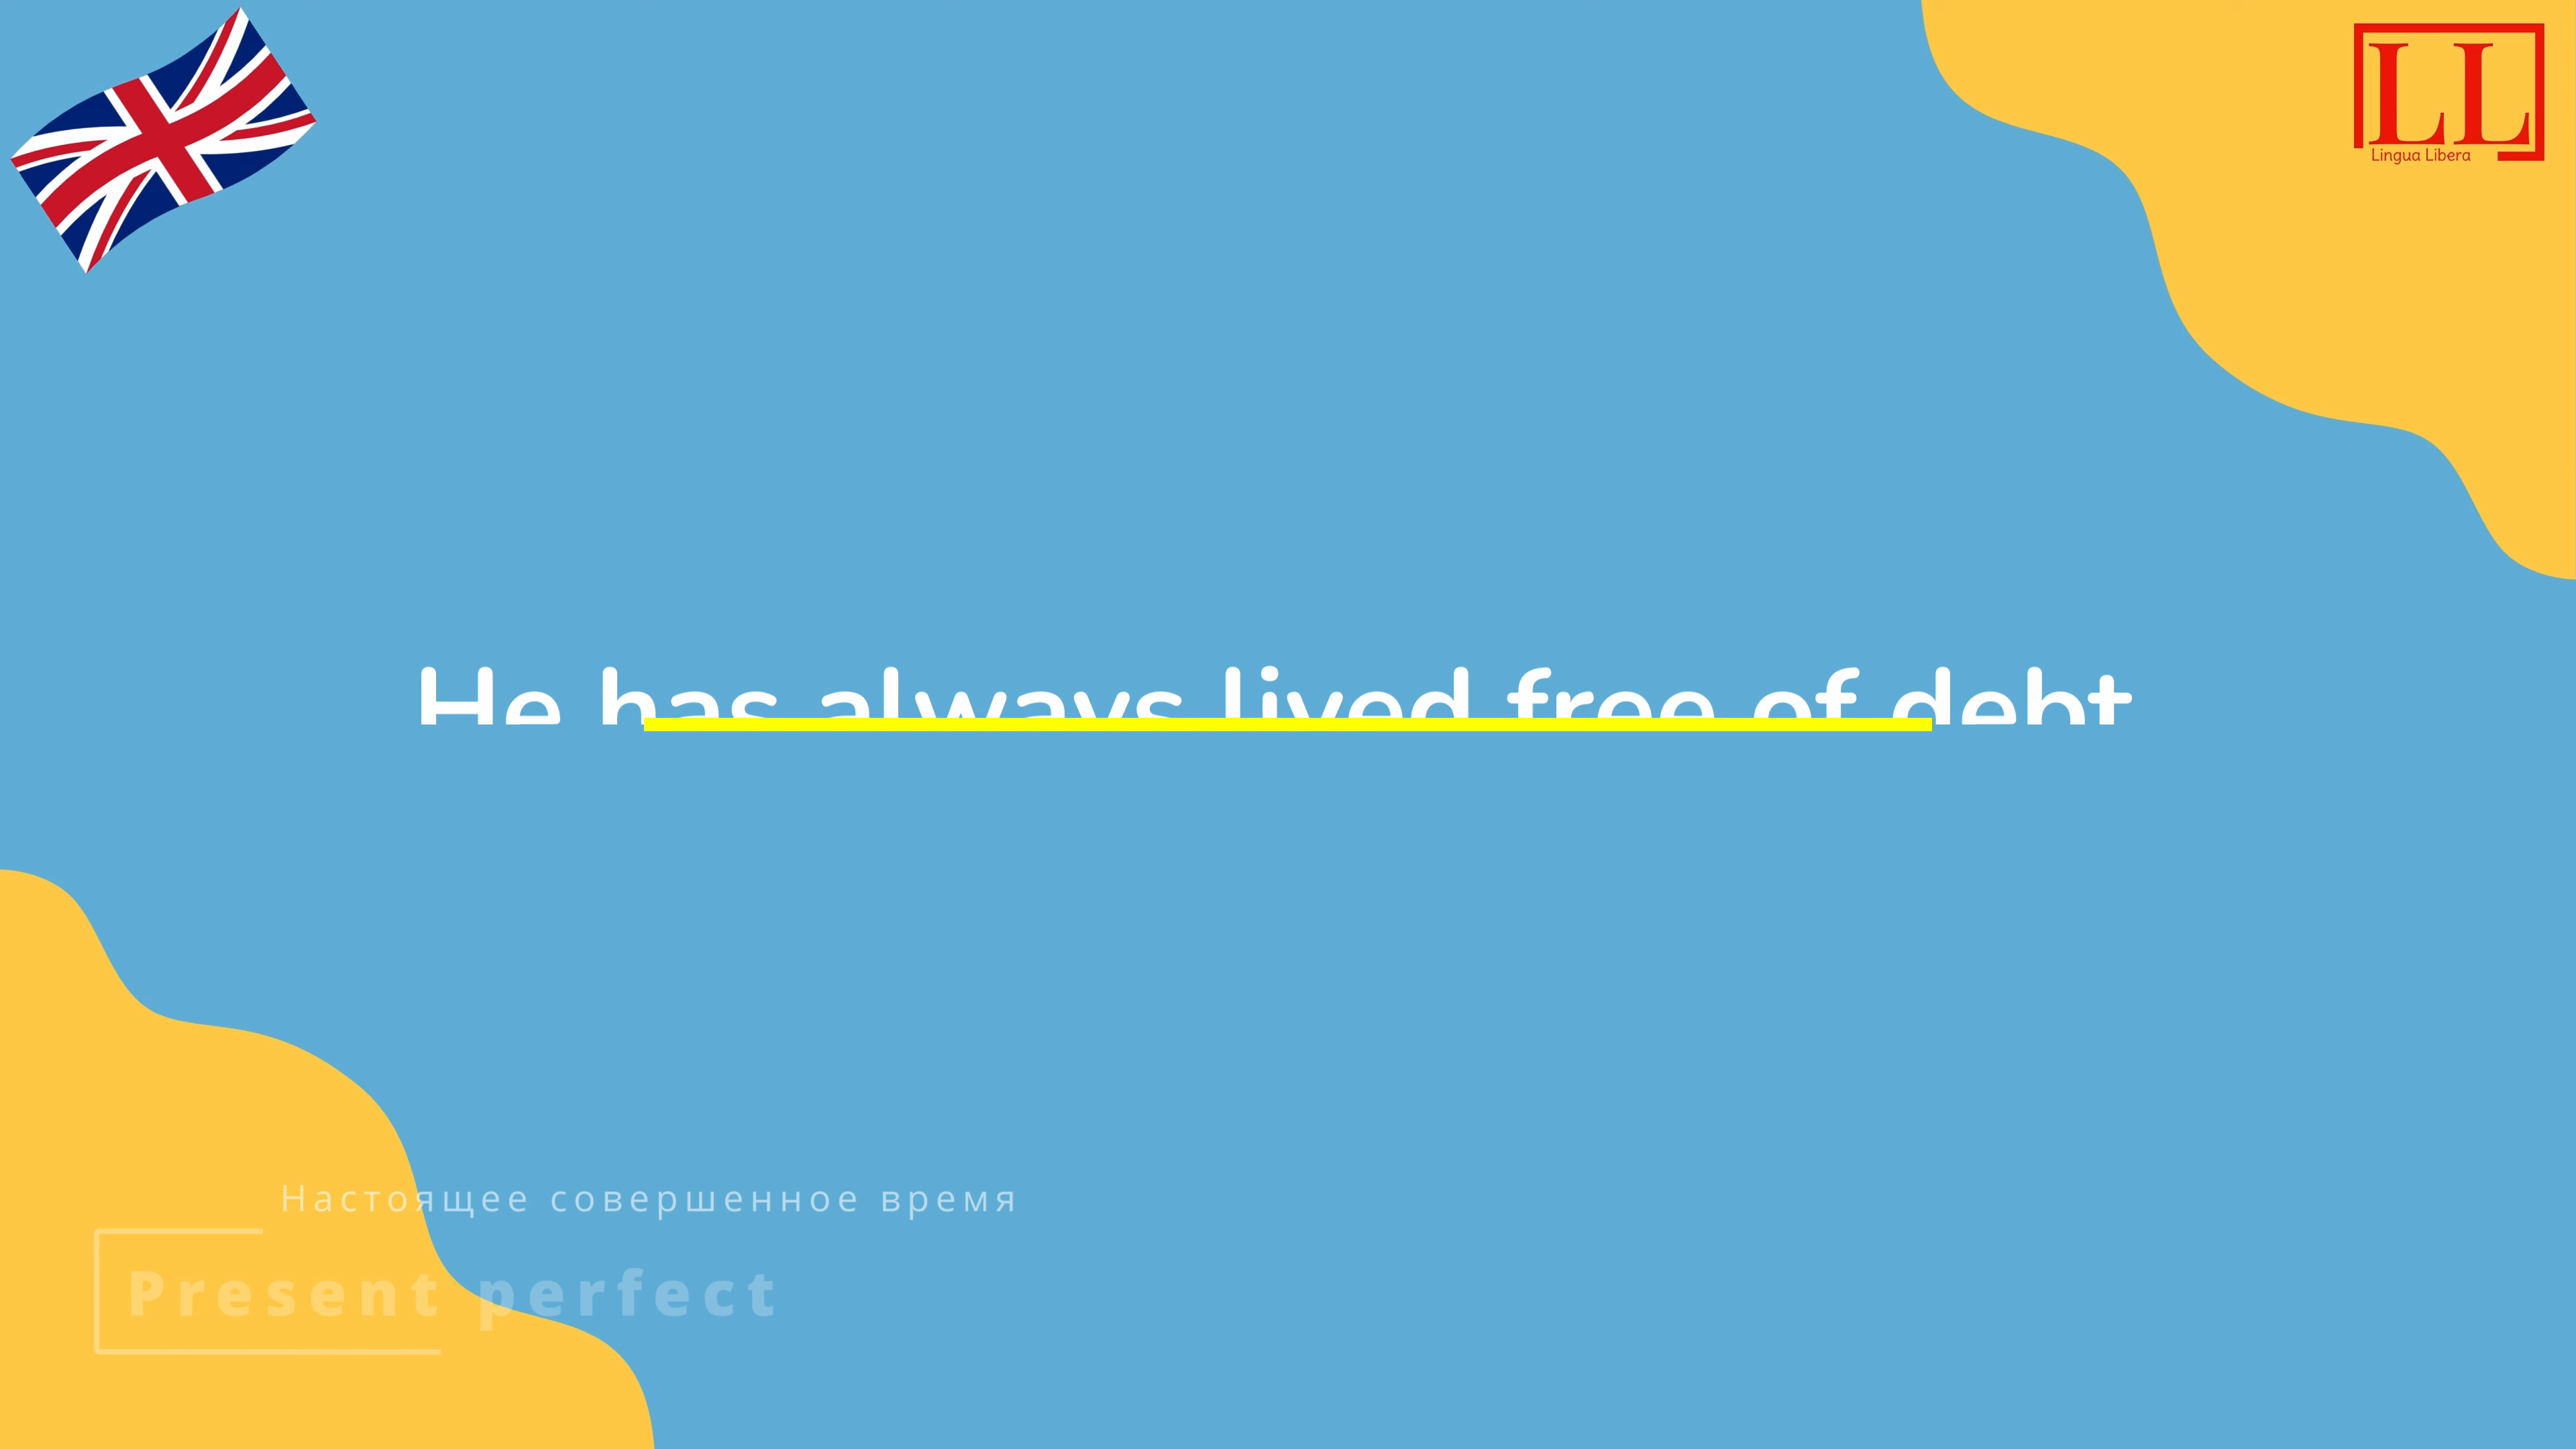 LL
Lingua Libera
He has always lived free of debt
Настоящее совершенное время
Present perfect